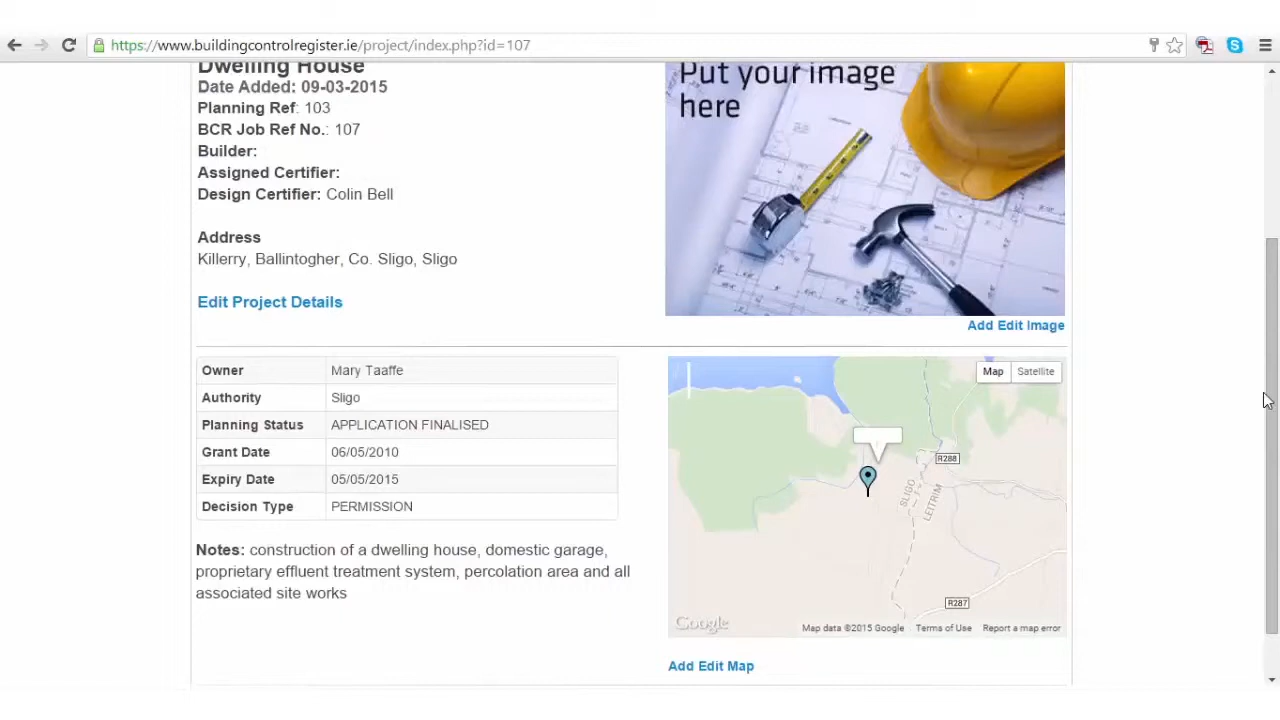 https://www.buildingcontrolregister.ie/project/index.php?id=107
Dwelling House
Date Added: 09-03-2015
Planning Ref: 103
BCR Job Ref No.: 107
Builder:
Assigned Certifier:
Design Certifier: Colin Bell
Address
Killerry, Ballintogher, Co. Sligo, Sligo
Edit Project Details
Put your image
here
Add Edit Image
Owner Mary Taaffe
Authority Sligo
Planning Status APPLICATION FINALISED
Grant Date 06/05/2010
Expiry Date 05/05/2015
Decision Type PERMISSION
Notes: construction of a dwelling house, domestic garage,
proprietary effluent treatment system, percolation area and all
associated site works
Map Satellite
R288
SLIGO
LEITRIM
R287
Google
Map data ©2015 Google Terms of Use Report a map error
Add Edit Map